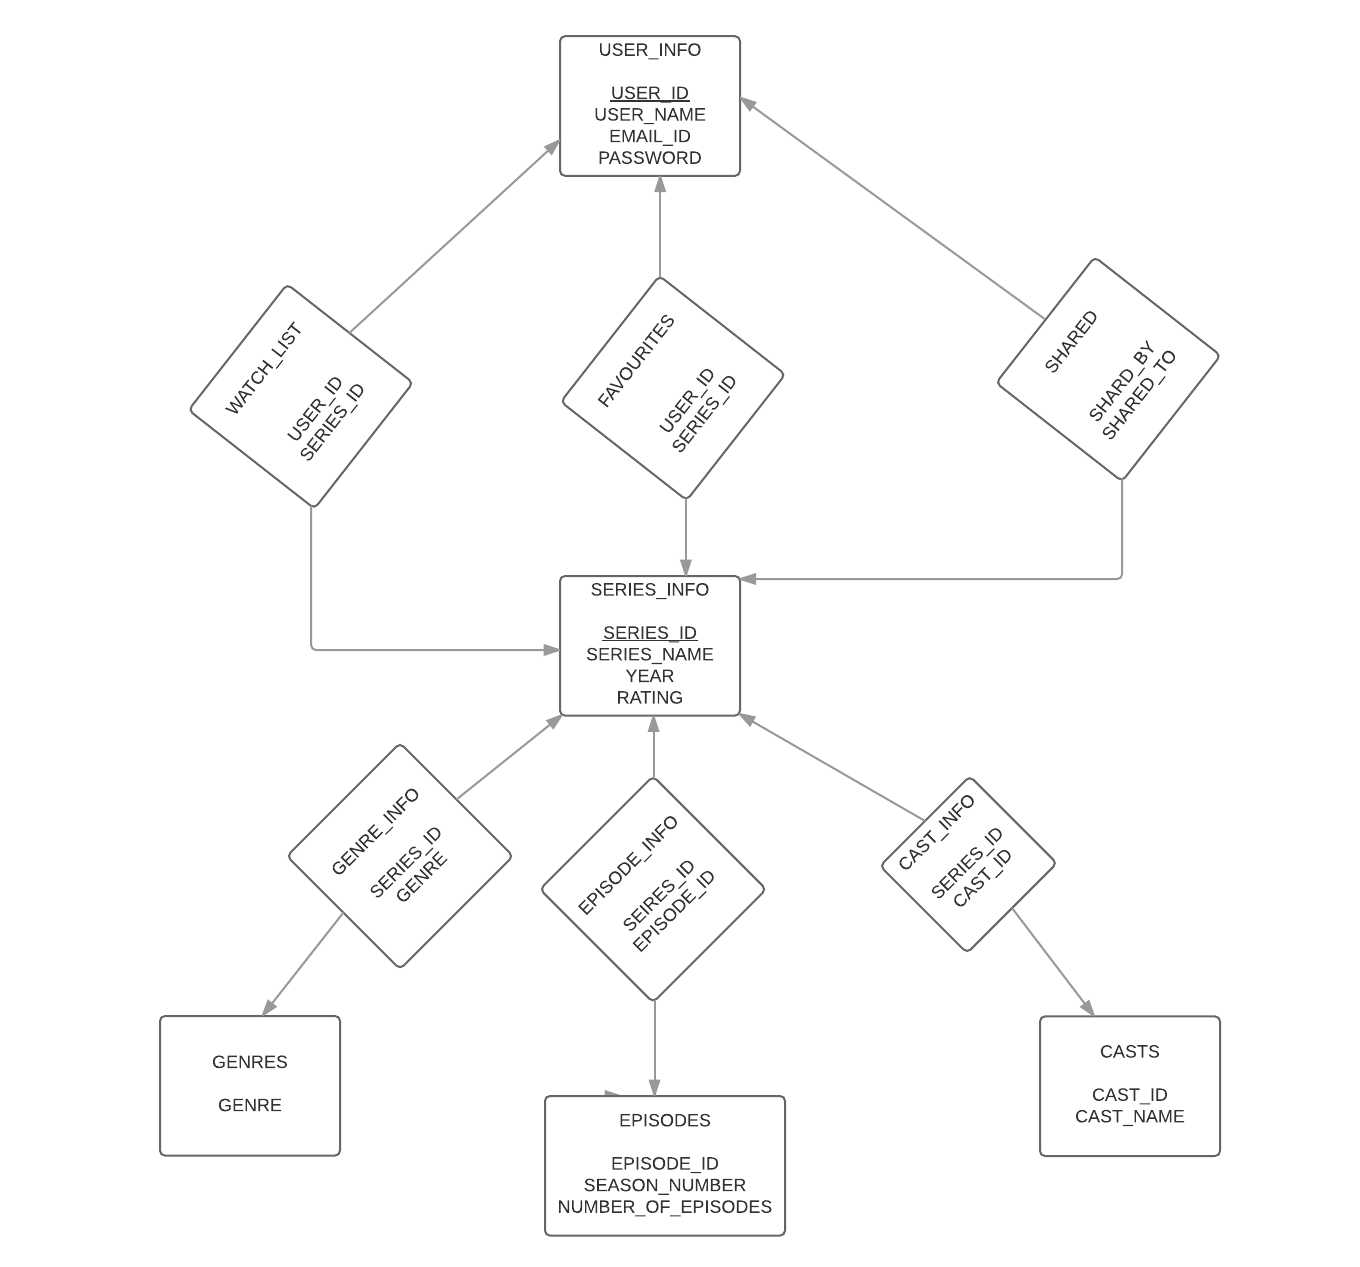 USER_INFO
USER_ID
USER_NAME
EMAIL_ID
PASSWORD
WATCH_LIST
USER_ID
SERIES_ID
FAVOURITES
USER_ID
SERIES_ID
SHARED
SHARD_BY
SHARED_TO
SERIES_INFO
SERIES_ID
SERIES_NAME
YEAR
RATING
GENRE_INFO
SERIES_ID
GENRE
EPISODE_INFO
SEIRES_ID
EPISODE_ID
CAST_INFO
SERIES_ID
CAST_ID
GENRES
GENRE
EPISODES
EPISODE_ID
SEASON_NUMBER
NUMBER_OF_EPISODES
CASTS
CAST_ID
CAST_NAME